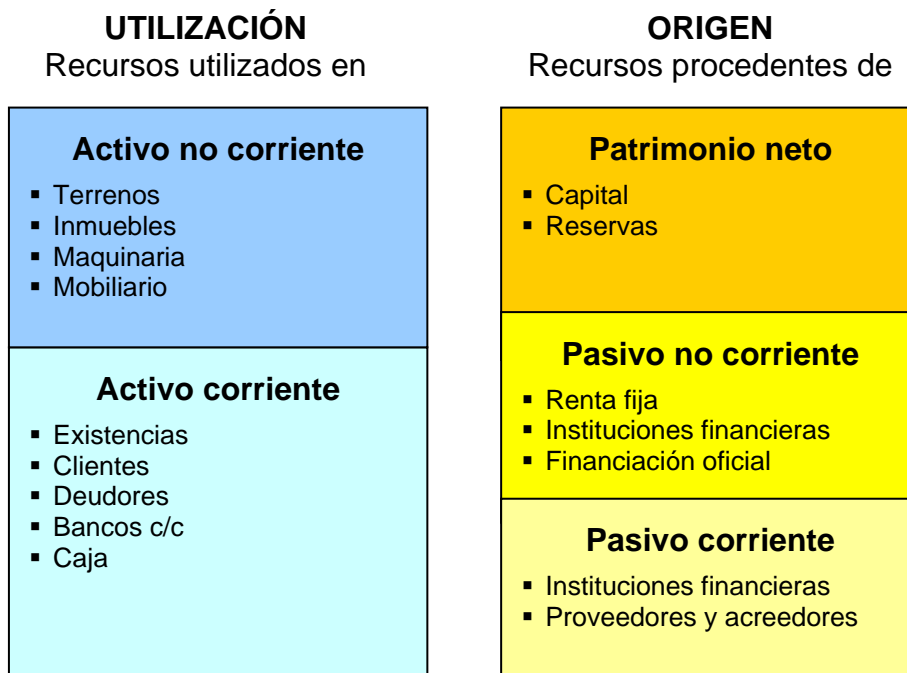 UTILIZACIÓN
Recursos utilizados en
Activo no corriente
▪ Terrenos
▪ Inmuebles
▪ Maquinaria
▪ Mobiliario
Activo corriente
▪ Existencias
▪ Clientes
▪ Deudores
▪ Bancos c/c
▪ Caja
ORIGEN
Recursos procedentes de
Patrimonio neto
▪ Capital
▪ Reservas
Pasivo no corriente
▪ Renta fija
▪ Instituciones financieras
▪ Financiación oficial
Pasivo corriente
▪ Instituciones financieras
▪ Proveedores y acreedores